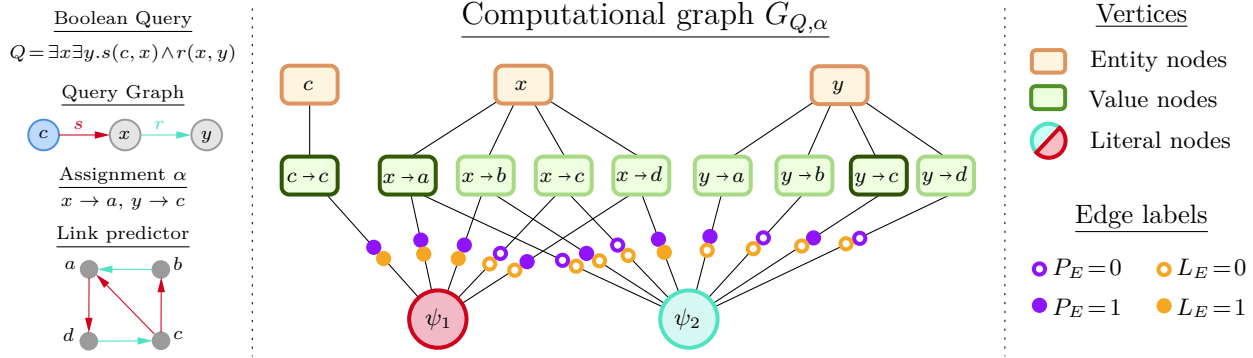 Boolean Query
Q = ∃x∃y.s(c, x) ∧ r(x, y)
Query Graph
c s x r y
Assignment α
x → a, y → c
Link predictor
a b
d c
Computational graph G_{Q,α}
c x y
c → c x → a x → b x → c x → d y → a y → b y → c y → d
ψ₁ ψ₂
Vertices
Entity nodes
Value nodes
Literal nodes
Edge labels
P_E = 0 L_E = 0
P_E = 1 L_E = 1